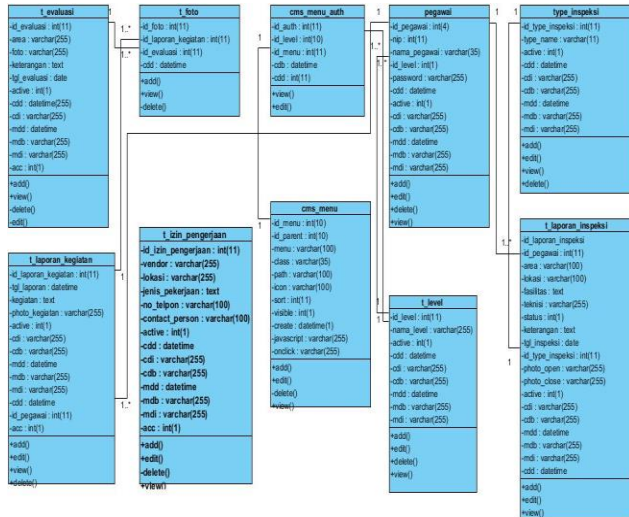 t_evaluasi
-id_evaluasi : int(11)
-area : varchar(255)
-foto : varchar(255)
-keterangan : text
-tgl_evaluasi : date
-active : int(1)
-cdd : datetime(255)
-cdi : varchar(255)
-mdd : datetime
-mdb : varchar(255)
-mdi : varchar(255)
-acc : int(1)
+add()
+view()
-delete()
-edit()
1
1..*
1..*
t_foto
-id_foto : int(11)
-id_laporan_kegiatan : int(11)
-id_evaluasi : int(11)
-cdd : datetime
+add()
+view()
-delete()
1
cms_menu_auth
-id_auth : int(11)
-id_level : int(10)
-id_menu : int(11)
-cdb : datetime
-cdd : int(11)
+view()
+edit()
1
1..*
1..*
pegawai
-id_pegawai : int(4)
-nip : int(11)
-nama_pegawai : varchar(35)
-id_level : int(1)
-password : varchar(255)
-cdd : datetime
-active : int(1)
-cdi : varchar(255)
-cdb : varchar(255)
-mdd : datetime
-mdb : varchar(255)
-mdi : varchar(255)
+add()
+edit()
+view()
+delete()
1
1
type_inspeksi
-id_type_inspeksi : int(11)
-type_name : varchar(11)
-active : int(1)
-cdd : datetime
-cdi : varchar(255)
-cdb : varchar(255)
-mdd : datetime
-mdb : varchar(255)
-mdi : varchar(255)
+add()
+edit()
+view()
+delete()
t_laporan_kegiatan
-id_laporan_kegiatan : int(11)
-tgl_laporan : datetime
-kegiatan : text
-photo_kegiatan : varchar(255)
-active : int(1)
-cdi : varchar(255)
-cdb : varchar(255)
-mdd : datetime
-mdb : varchar(255)
-mdi : varchar(255)
-cdd : datetime
-id_pegawai : int(11)
-acc : int(1)
+add()
+edit()
+view()
+delete()
1
1..*
t_izin_pengerjaan
-id_izin_pengerjaan : int(11)
-vendor : varchar(255)
-lokasi : varchar(255)
-jenis_pekerjaan : text
-no_telpon : varchar(100)
-contact_person : varchar(100)
-active : int(1)
-cdd : datetime
-cdi : varchar(255)
-cdb : varchar(255)
-mdd : datetime
-mdb : varchar(255)
-mdi : varchar(255)
-acc : int(1)
+add()
+edit()
-delete()
+view()
1
cms_menu
-id_menu : int(10)
-id_parent : int(10)
-menu : varchar(100)
-class : varchar(35)
-path : varchar(100)
-icon : varchar(100)
-sort : int(11)
-visible : int(1)
-create : datetime(1)
-javascript : varchar(255)
-onclick : varchar(255)
+add()
+edit()
-delete()
+view()
1
1
t_level
-id_level : int(11)
-nama_level : varchar(255)
-active : int(1)
-cdd : datetime
-cdi : varchar(255)
-cdb : varchar(255)
-mdd : datetime
-mdb : varchar(255)
-mdi : varchar(255)
+add()
+edit()
+delete()
+view()
1..*
1
t_laporan_inspeksi
-id_laporan_inspeksi
-id_pegawai : int(11)
-area : varchar(100)
-lokasi : varchar(100)
-fasilitas : text
-teknisi : varchar(255)
-status : int(1)
-keterangan : text
-tgl_inspeksi : date
-id_type_inspeksi : int(11)
-photo_open : varchar(255)
-photo_close : varchar(255)
-active : int(1)
-cdi : varchar(255)
-cdb : varchar(255)
-mdd : datetime
-mdb : varchar(255)
-mdi : varchar(255)
-cdd : datetime
+add()
+edit()
+view()